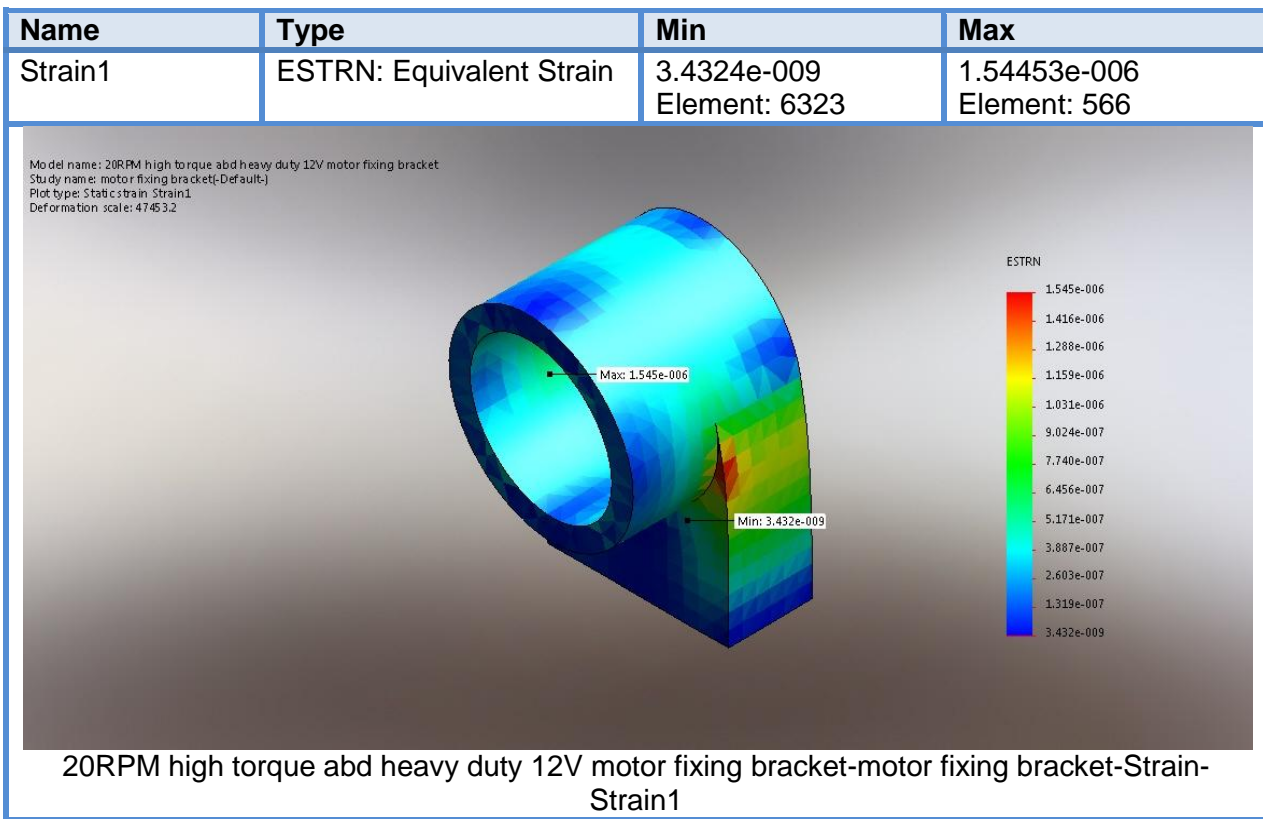 Name Type Min Max
Strain1 ESTRN: Equivalent Strain 3.4324e-009 1.54453e-006
Element: 6323 Element: 566
Model name: 20RPM high torque abd heavy duty 12V motor fixing bracket
Study name: motor fixing bracket(-Default-)
Plot type: Static strain Strain1
Deformation scale: 47453.2
ESTRN
1.545e-006
1.416e-006
1.288e-006
1.159e-006
1.031e-006
9.024e-007
7.740e-007
6.456e-007
5.171e-007
3.887e-007
2.603e-007
1.319e-007
3.432e-009
Max: 1.545e-006
Min: 3.432e-009
20RPM high torque abd heavy duty 12V motor fixing bracket-motor fixing bracket-Strain-
Strain1